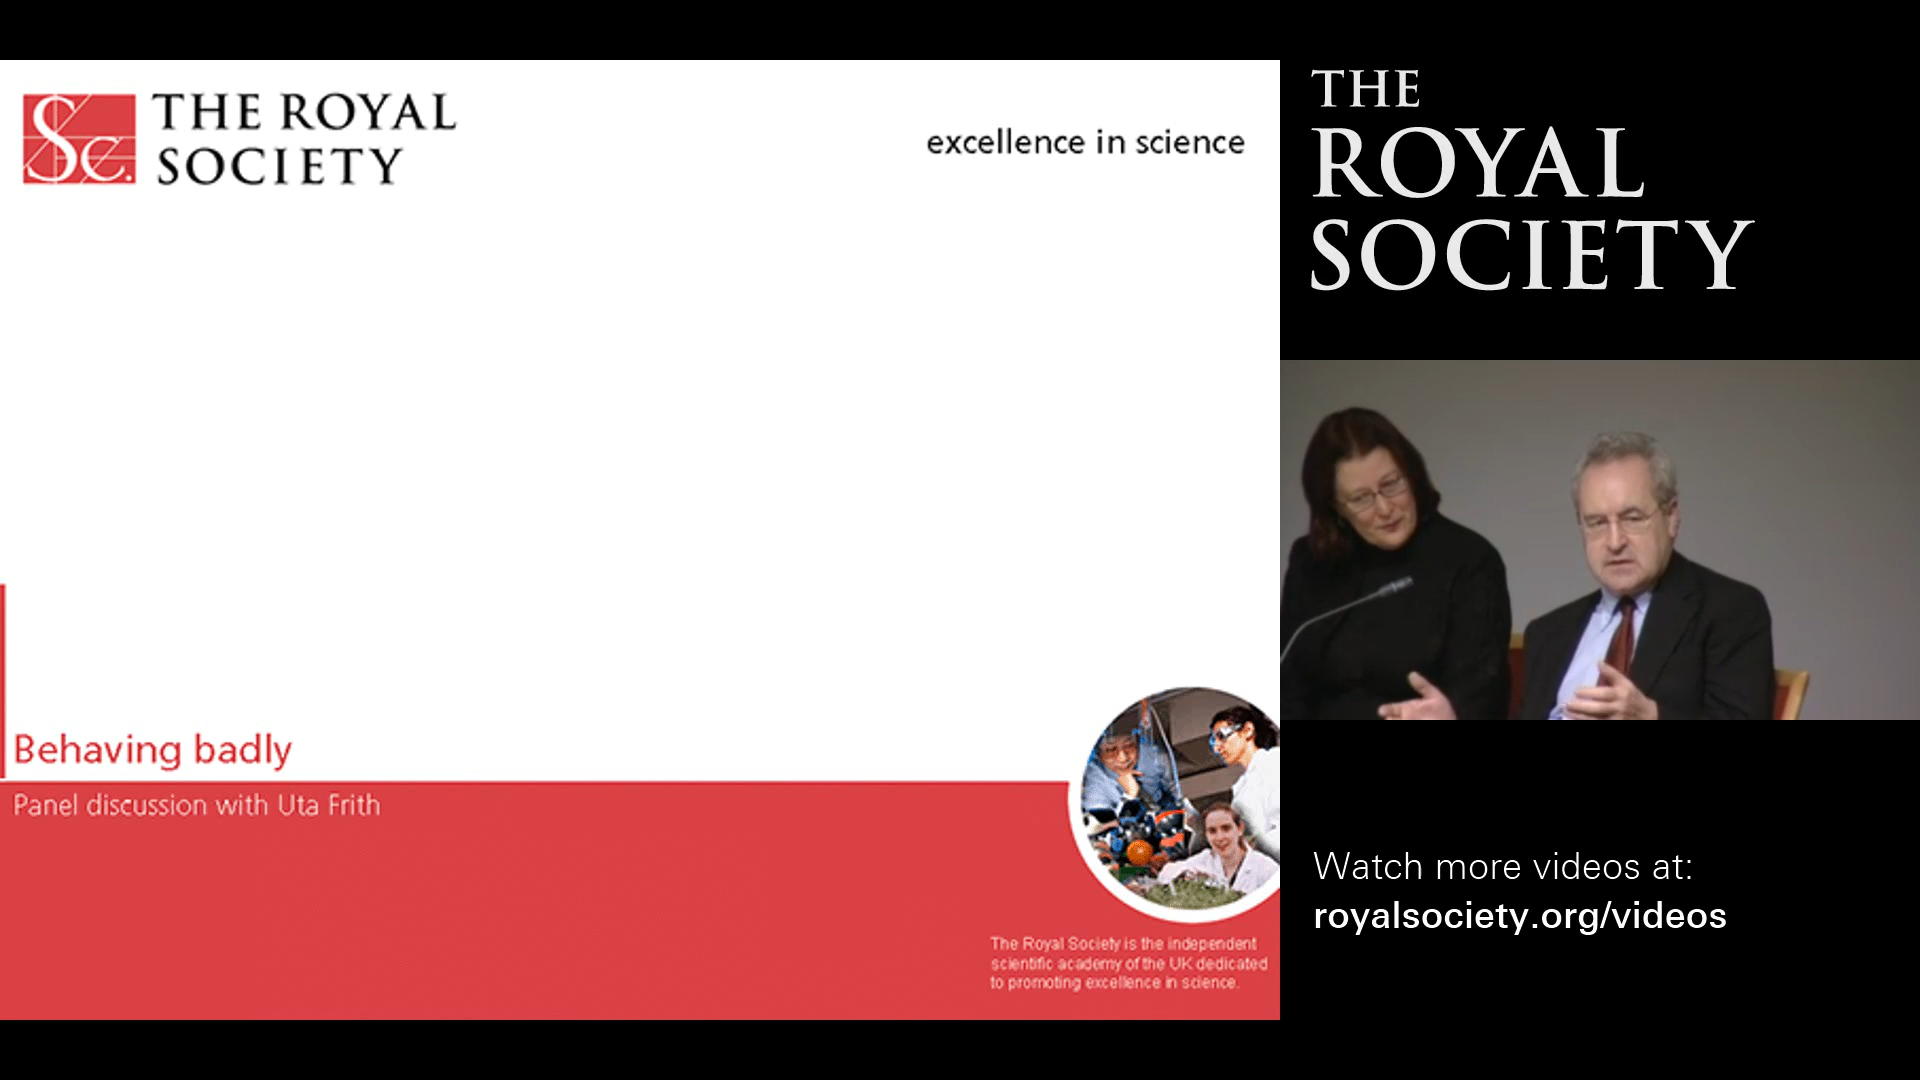 THE ROYAL
SOCIETY
excellence in science
Behaving badly
Panel discussion with Uta Frith
The Royal Society is the independent
scientific academy of the UK dedicated
to promoting excellence in science.
THE
ROYAL
SOCIETY
Watch more videos at:
royalsociety.org/videos